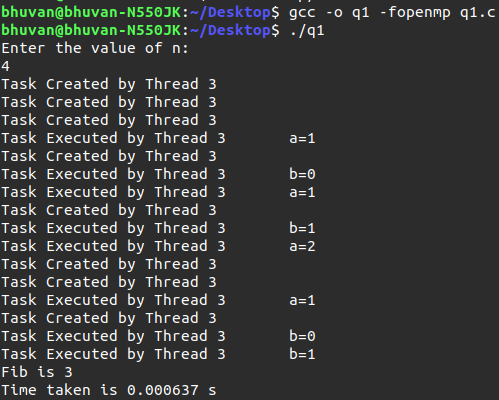 bhuvan@bhuvan-N550JK:~/Desktop$ gcc -o q1 -fopenmp q1.c
bhuvan@bhuvan-N550JK:~/Desktop$ ./q1
Enter the value of n:
4
Task Created by Thread 3
Task Created by Thread 3
Task Created by Thread 3
Task Executed by Thread 3       a=1
Task Created by Thread 3
Task Executed by Thread 3       b=0
Task Executed by Thread 3       a=1
Task Created by Thread 3
Task Executed by Thread 3       b=1
Task Executed by Thread 3       a=2
Task Created by Thread 3
Task Created by Thread 3
Task Executed by Thread 3       a=1
Task Created by Thread 3
Task Executed by Thread 3       b=0
Task Executed by Thread 3       b=1
Fib is 3
Time taken is 0.000637 s